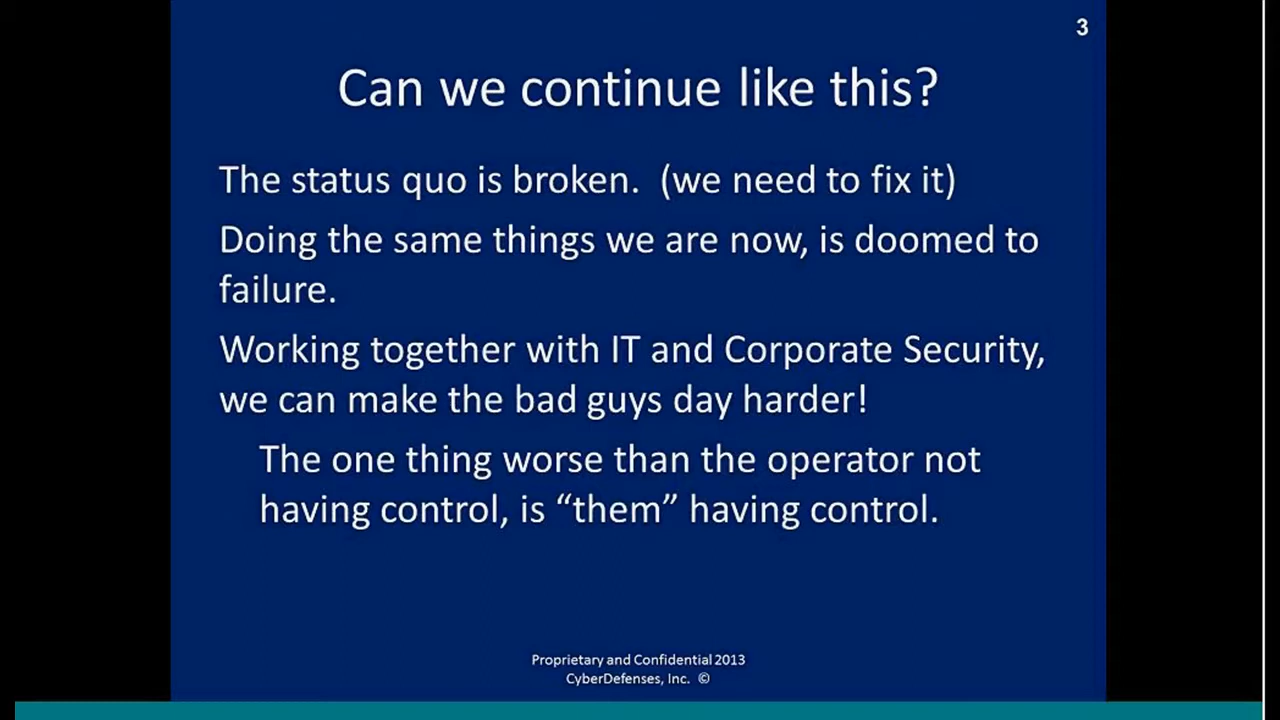 3
Can we continue like this?
The status quo is broken.  (we need to fix it)
Doing the same things we are now, is doomed to
failure.
Working together with IT and Corporate Security,
we can make the bad guys day harder!
The one thing worse than the operator not
having control, is “them” having control.
Proprietary and Confidential 2013
CyberDefenses, Inc.  ©